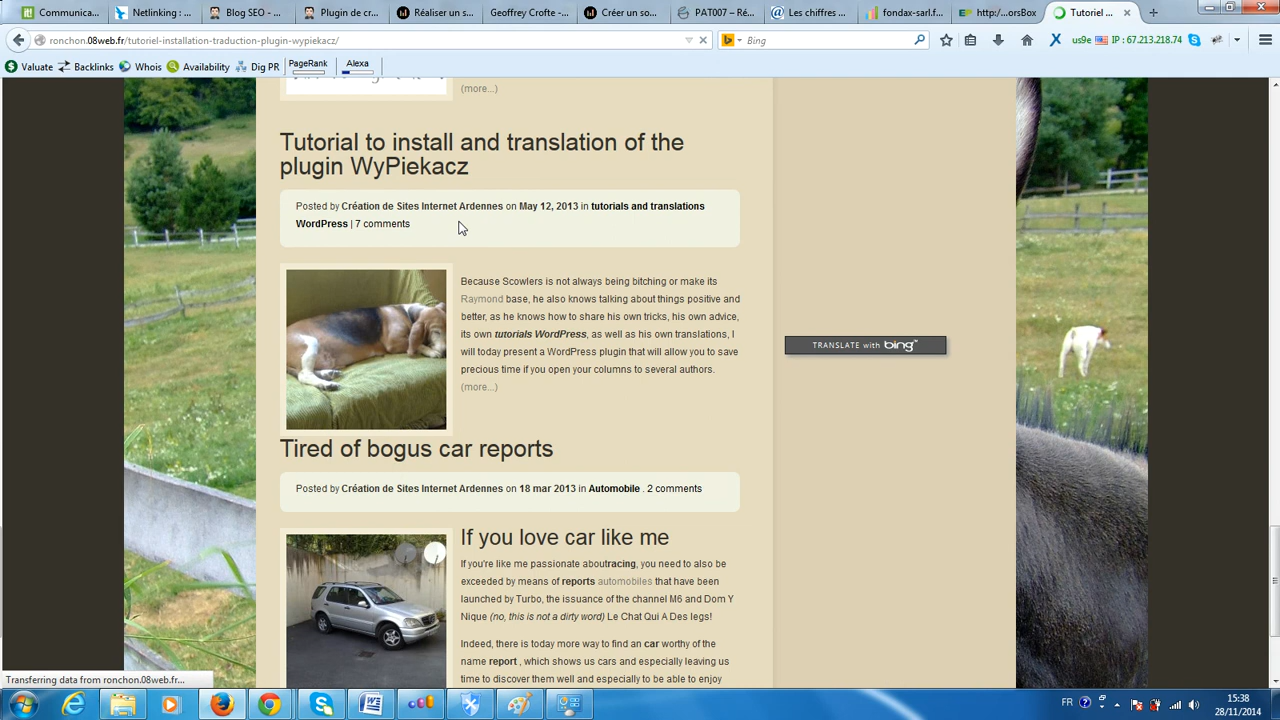 Communica...
Netlinking : ...
Blog SEO - ...
Plugin de cr...
Réaliser un ...
Geoffrey Crofte - ...
Créer un so...
PAT007 – Ré...
Les chiffres ...
fondax-sarl.f...
http:/...orsBox
Tutoriel ...
ronchon.08web.fr/tutoriel-installation-traduction-plugin-wypiekacz/
Bing
us9e
IP : 67.213.218.74
Valuate
Backlinks
Whois
Availability
Dig PR
PageRank
Alexa
(more...)
Tutorial to install and translation of the
plugin WyPiekacz
Posted by Création de Sites Internet Ardennes on May 12, 2013 in tutorials and translations
WordPress | 7 comments
Because Scowlers is not always being bitching or make its
Raymond base, he also knows talking about things positive and
better, as he knows how to share his own tricks, his own advice,
its own tutorials WordPress, as well as his own translations, I
will today present a WordPress plugin that will allow you to save
precious time if you open your columns to several authors.
(more...)
TRANSLATE with bing™
Tired of bogus car reports
Posted by Création de Sites Internet Ardennes on 18 mar 2013 in Automobile . 2 comments
If you love car like me
If you're like me passionate aboutracing, you need to also be
exceeded by means of reports automobiles that have been
launched by Turbo, the issuance of the channel M6 and Dom Y
Nique (no, this is not a dirty word) Le Chat Qui A Des legs!
Indeed, there is today more way to find an car worthy of the
name report , which shows us cars and especially leaving us
time to discover them well and especially to be able to enjoy
Transferring data from ronchon.08web.fr...
FR
15:38
28/11/2014